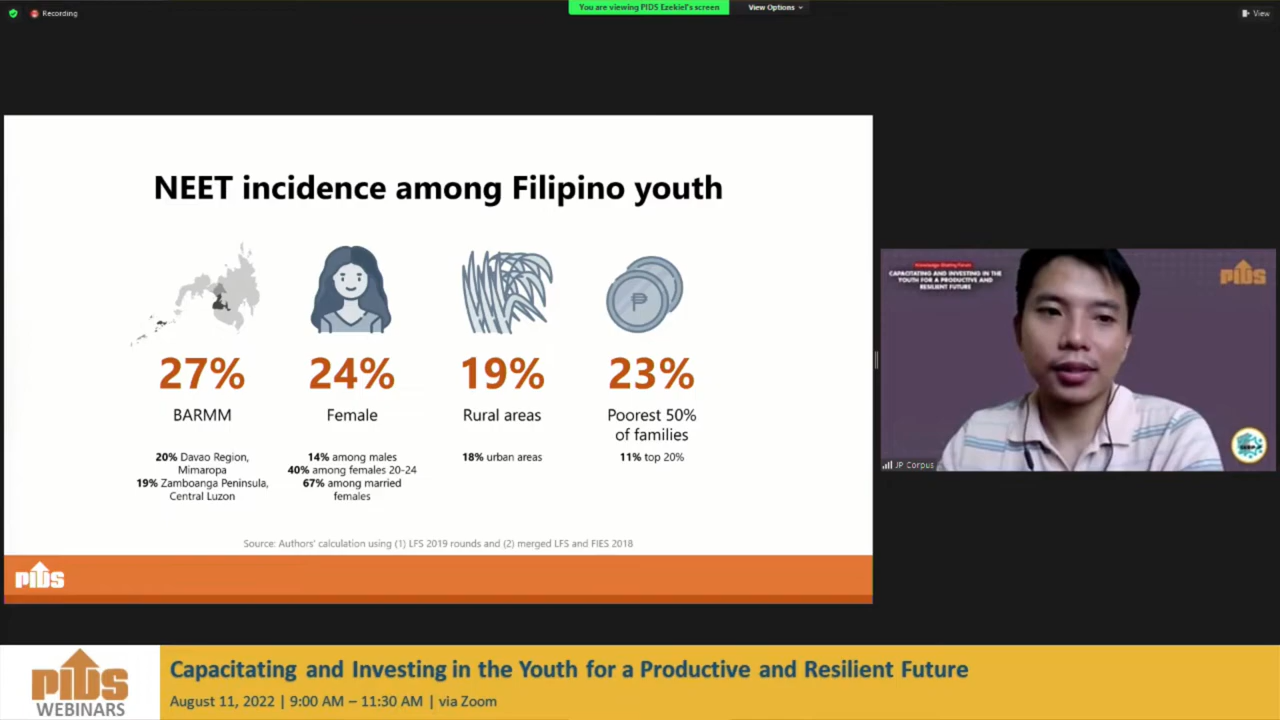 Recording
You are viewing PIDS Ezekiel's screen
View Options
View
NEET incidence among Filipino youth
27%
BARMM
20% Davao Region,
Mimaropa
19% Zamboanga Peninsula,
Central Luzon
24%
Female
14% among males
40% among females 20-24
67% among married
females
19%
Rural areas
18% urban areas
23%
Poorest 50%
of families
11% top 20%
Source: Authors' calculation using (1) LFS 2019 rounds and (2) merged LFS and FIES 2018
PIDS
Knowledge Sharing Forum
CAPACITATING AND INVESTING IN THE
YOUTH FOR A PRODUCTIVE AND
RESILIENT FUTURE
PIDS
JP Corpus
PIDS
WEBINARS
Capacitating and Investing in the Youth for a Productive and Resilient Future
August 11, 2022 | 9:00 AM – 11:30 AM | via Zoom